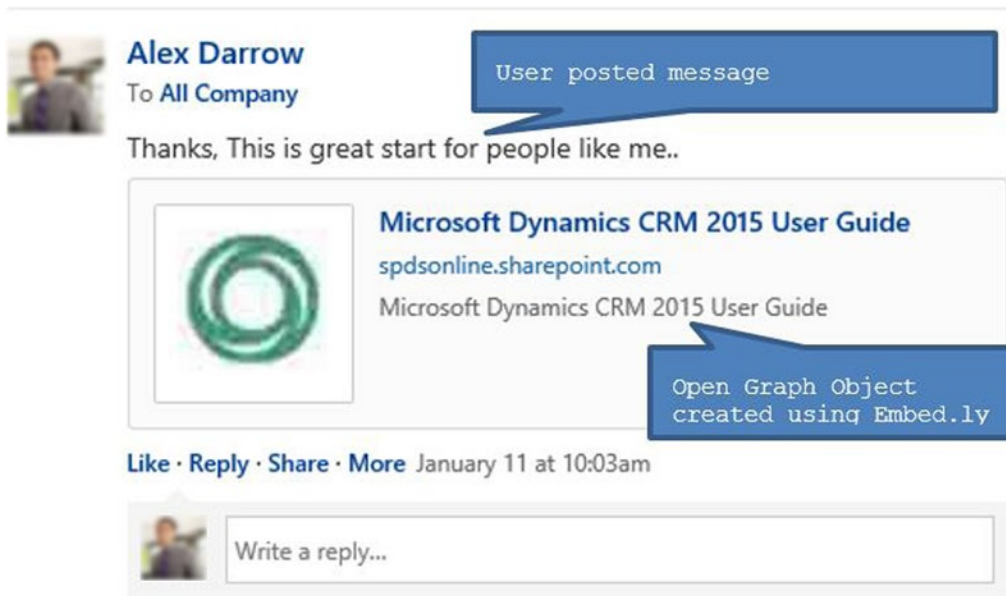 Alex Darrow
User posted message
To All Company
Thanks, This is great start for people like me..
Microsoft Dynamics CRM 2015 User Guide
spdsonline.sharepoint.com
Microsoft Dynamics CRM 2015 User Guide
Open Graph Object
created using Embed.ly
Like · Reply · Share · More January 11 at 10:03am
Write a reply...